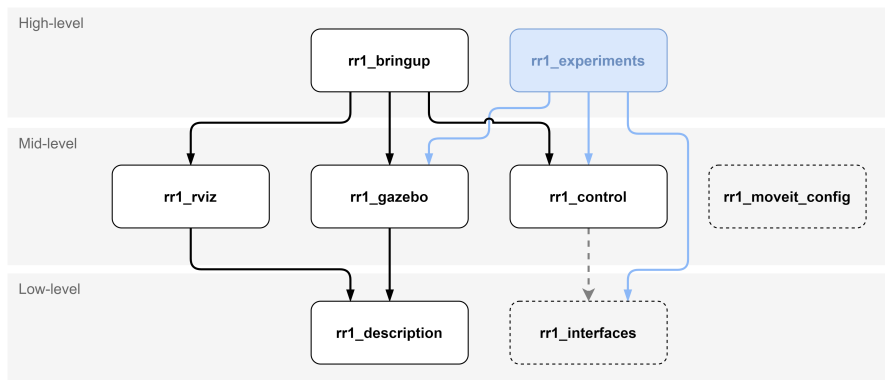 High-level
rr1_bringup
rr1_experiments
Mid-level
rr1_rviz
rr1_gazebo
rr1_control
rr1_moveit_config
Low-level
rr1_description
rr1_interfaces